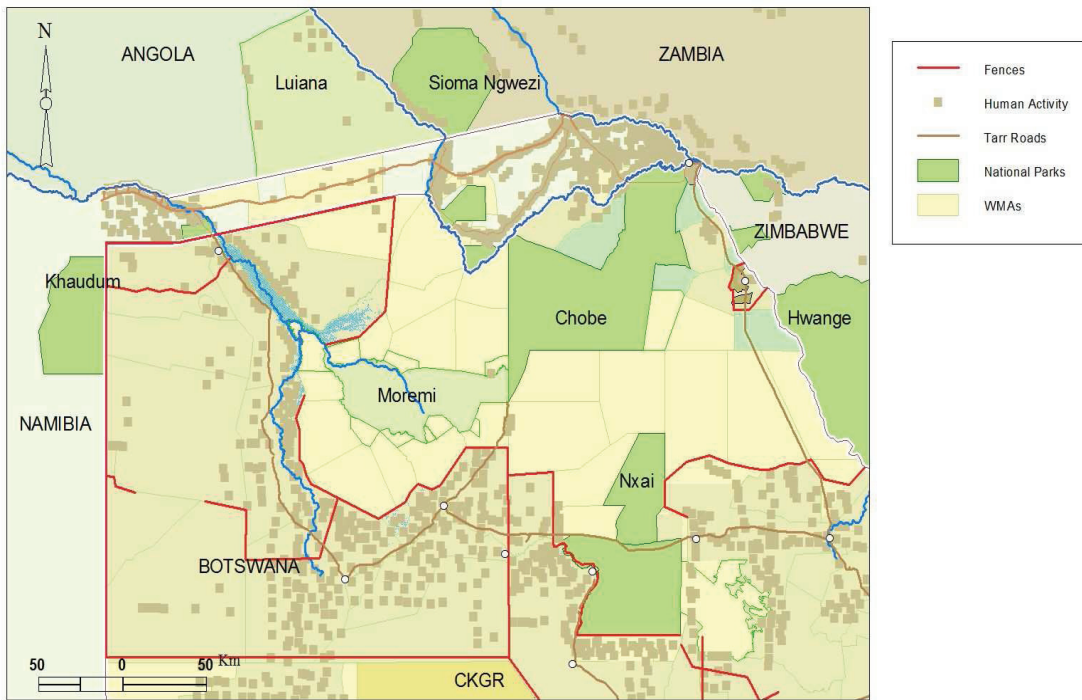 N
ANGOLA
ZAMBIA
Luiana
Sioma Ngwezi
ZIMBABWE
Khaudum
Chobe
Hwange
Moremi
NAMIBIA
Nxai
BOTSWANA
50 0 50 Km
CKGR
Fences
Human Activity
Tarr Roads
National Parks
WMAs